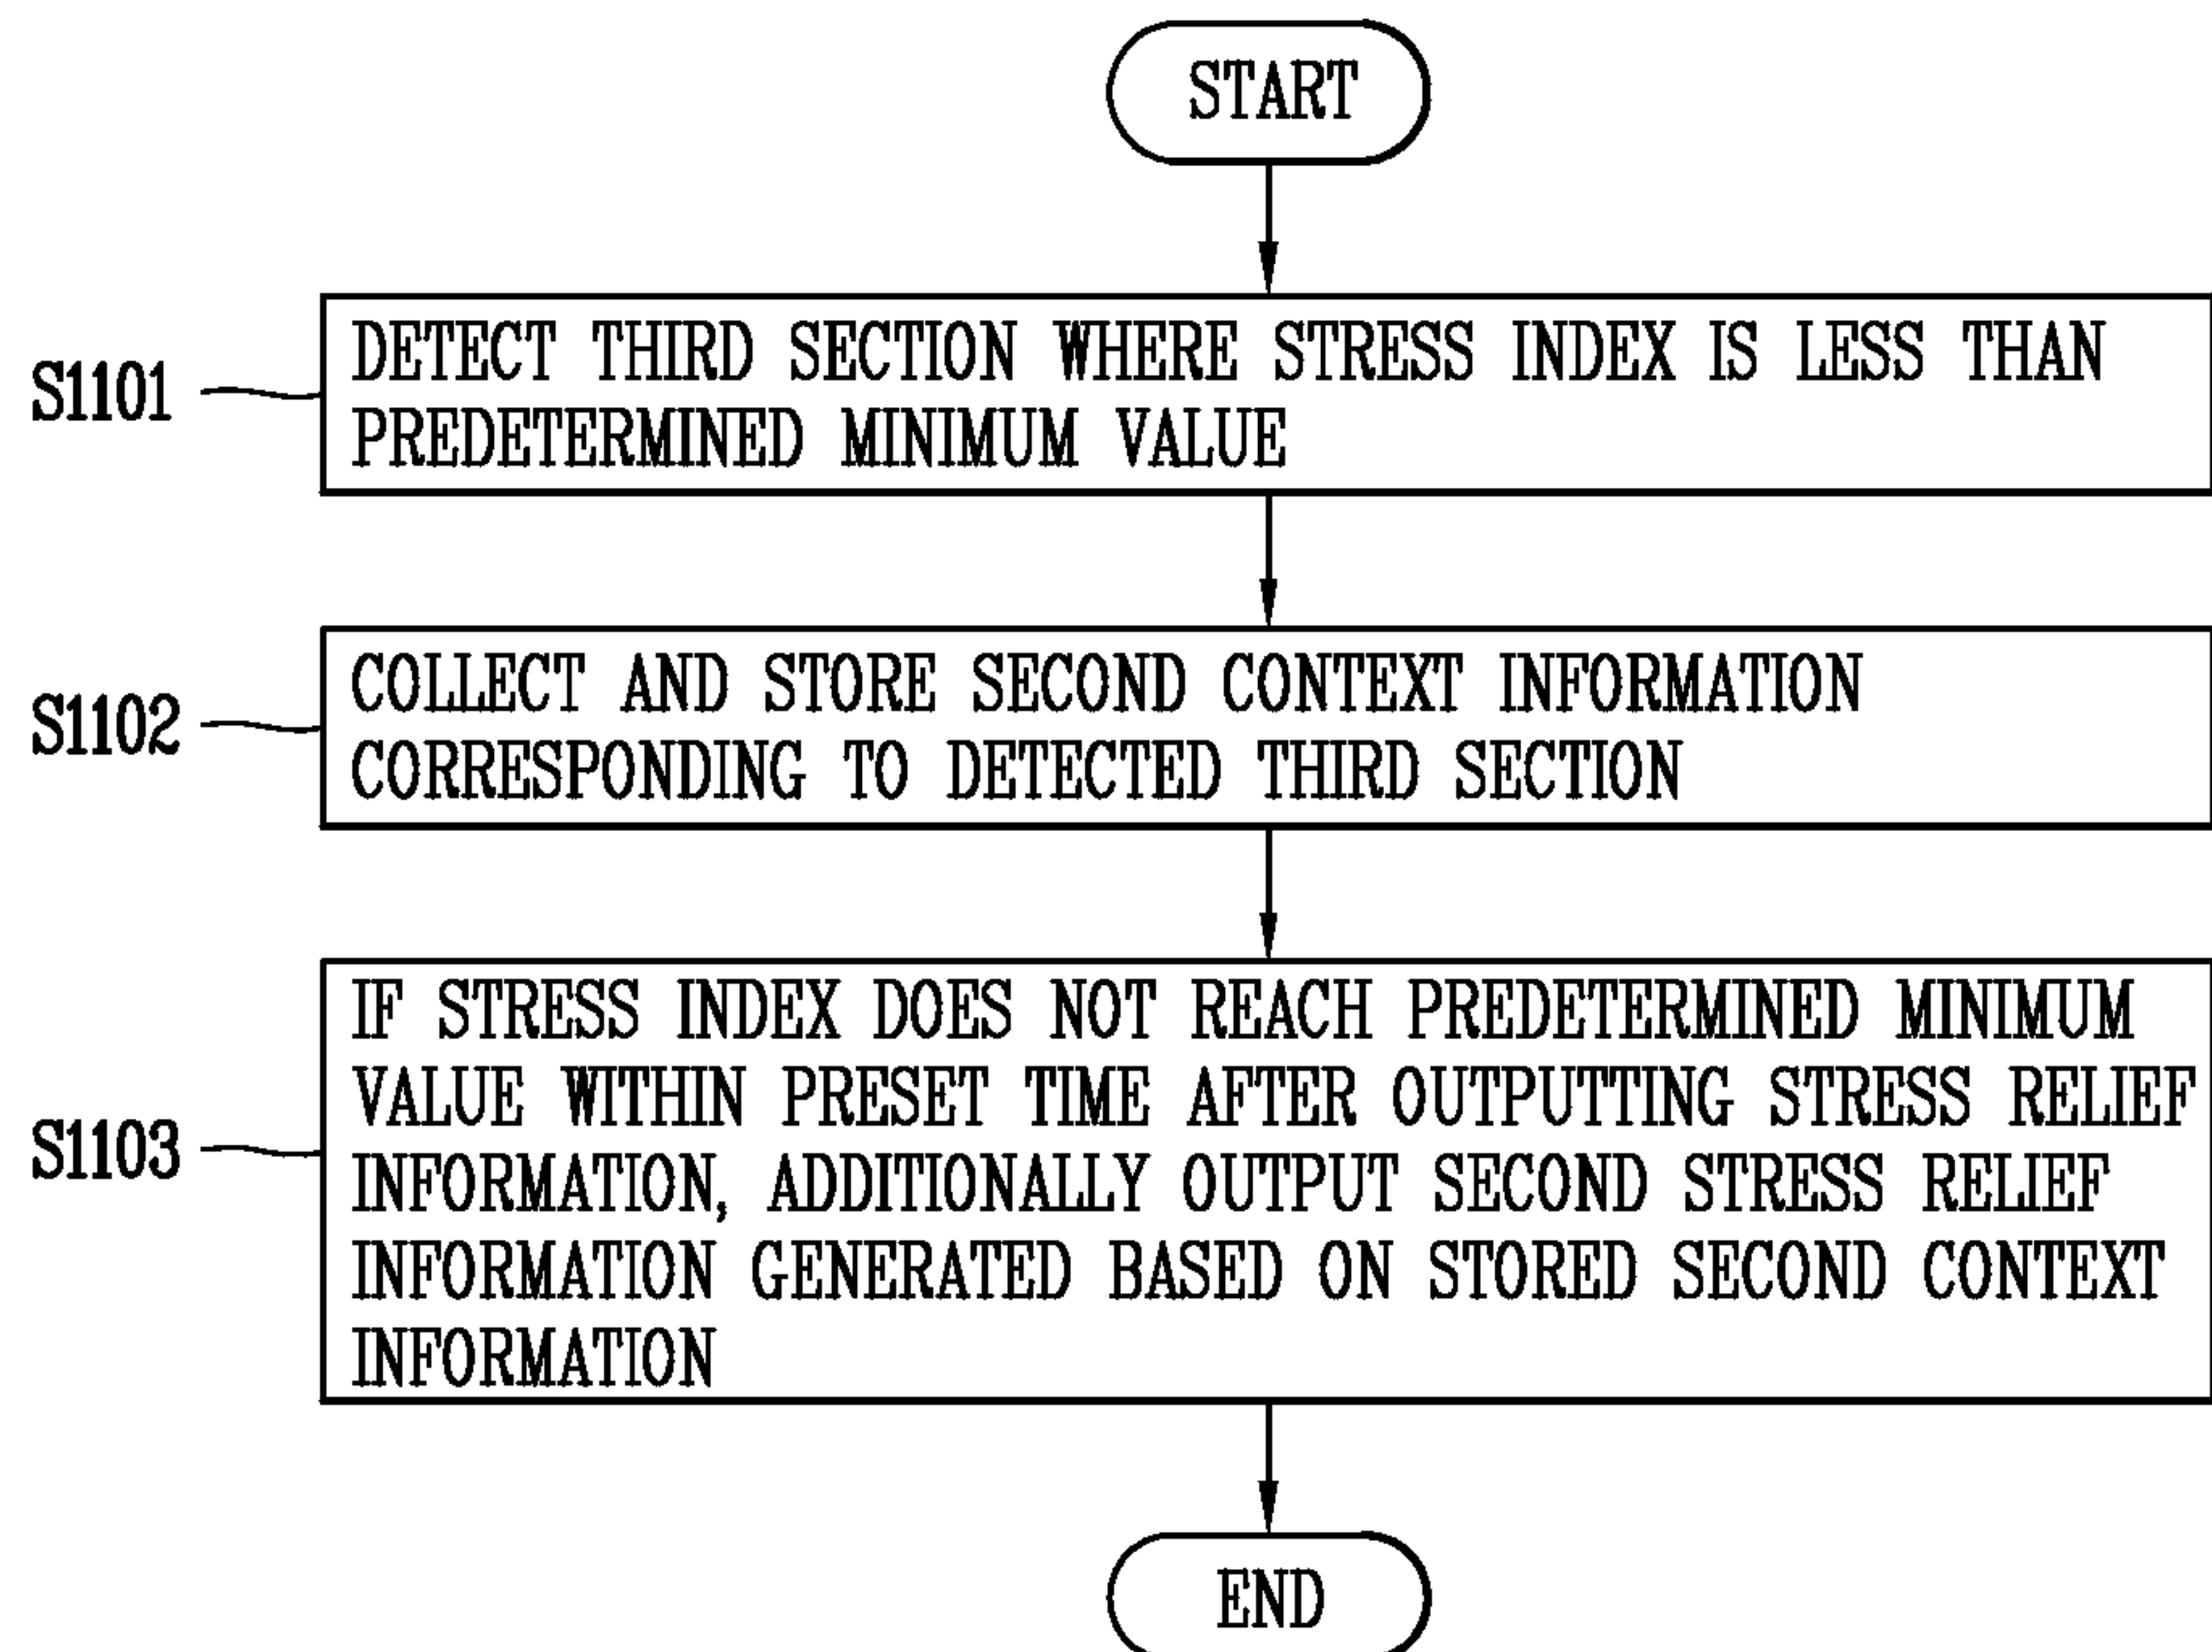 START
S1101
DETECT THIRD SECTION WHERE STRESS INDEX IS LESS THAN
PREDETERMINED MINIMUM VALUE
S1102
COLLECT AND STORE SECOND CONTEXT INFORMATION
CORRESPONDING TO DETECTED THIRD SECTION
S1103
IF STRESS INDEX DOES NOT REACH PREDETERMINED MINIMUM
VALUE WITHIN PRESET TIME AFTER OUTPUTTING STRESS RELIEF
INFORMATION, ADDITIONALLY OUTPUT SECOND STRESS RELIEF
INFORMATION GENERATED BASED ON STORED SECOND CONTEXT
INFORMATION
END